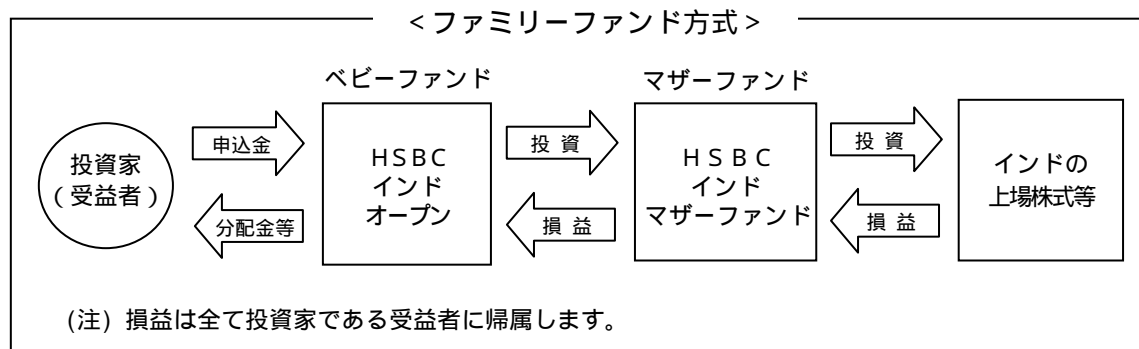 ＜ファミリーファンド方式＞
ベビーファンド
マザーファンド
投資家
（受益者）
申込金
分配金等
ＨＳＢＣ
インド
オープン
投 資
損 益
ＨＳＢＣ
インド
マザーファンド
投 資
損 益
インドの
上場株式等
(注) 損益は全て投資家である受益者に帰属します。